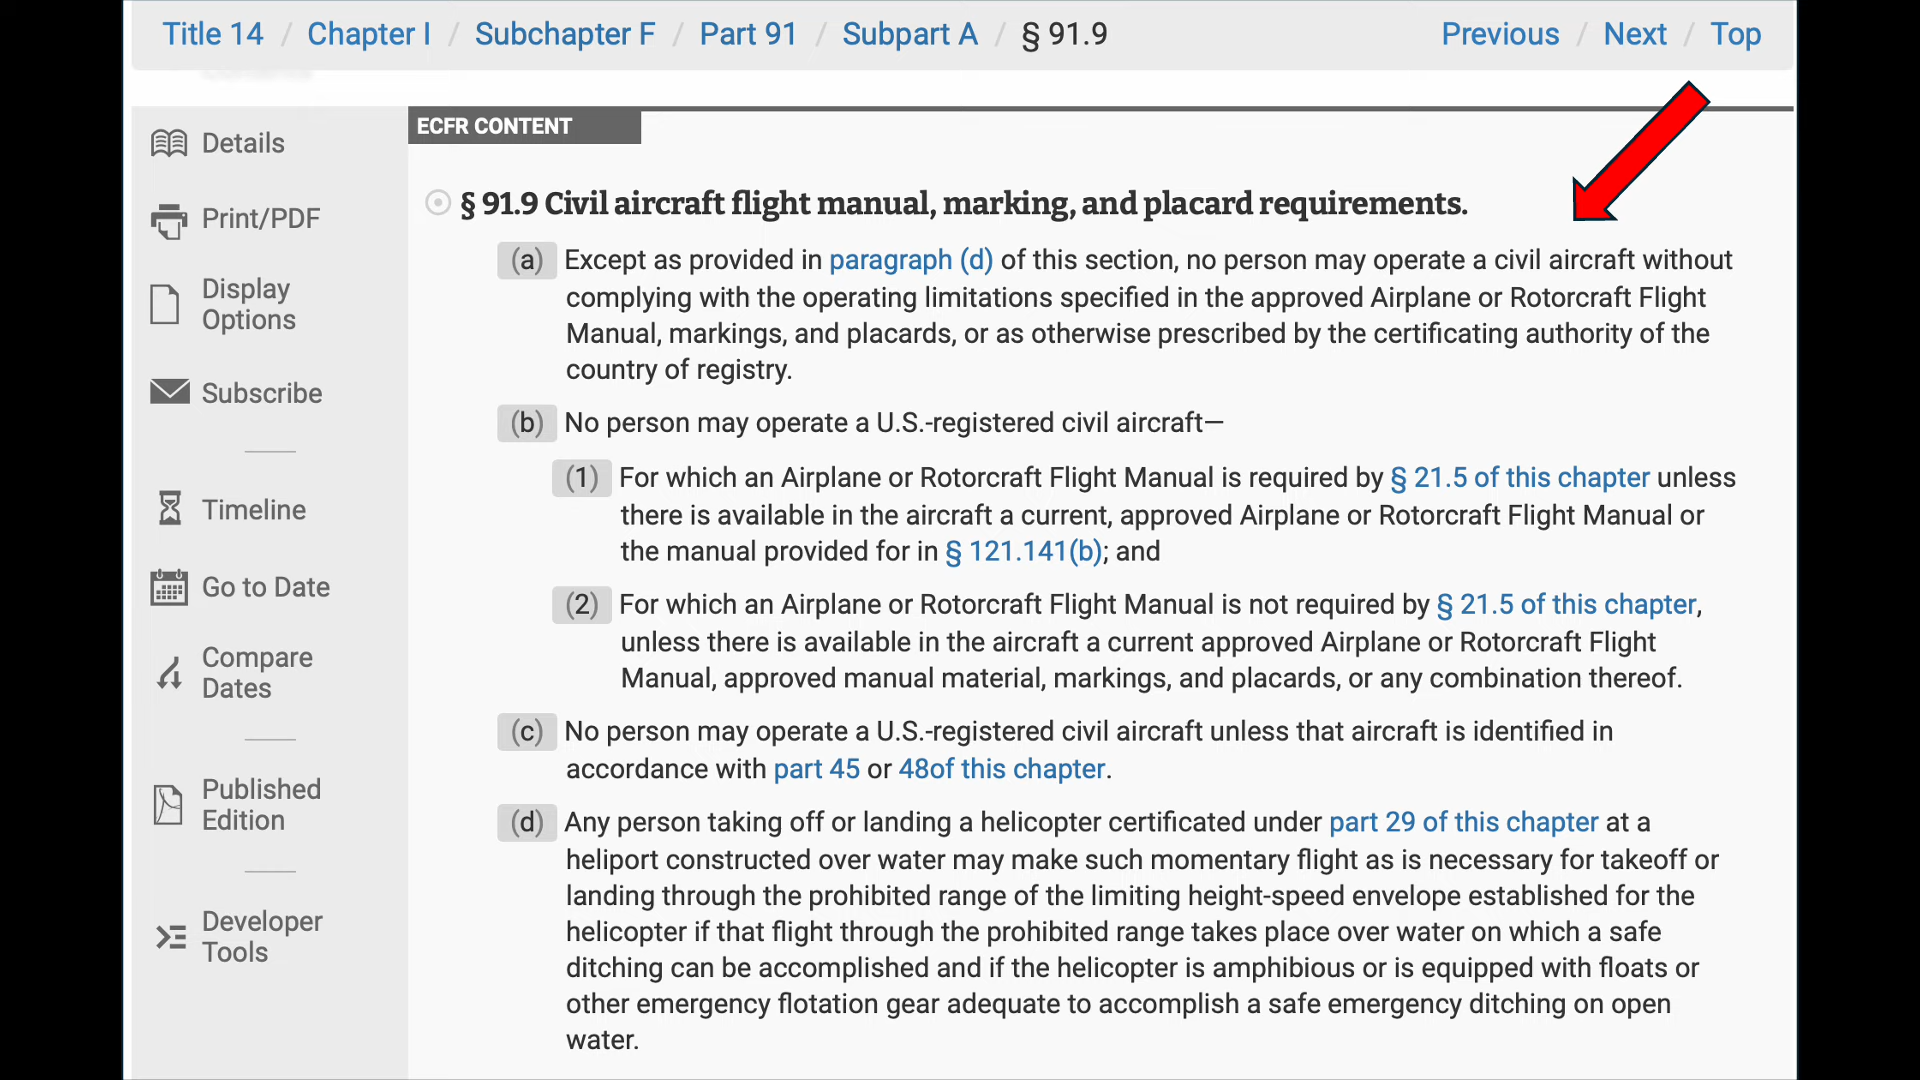 Title 14 / Chapter I / Subchapter F / Part 91 / Subpart A / § 91.9
Previous / Next / Top
Details
Print/PDF
Display
Options
Subscribe
Timeline
Go to Date
Compare
Dates
Published
Edition
Developer
Tools
ECFR CONTENT
§ 91.9 Civil aircraft flight manual, marking, and placard requirements.
(a) Except as provided in paragraph (d) of this section, no person may operate a civil aircraft without
complying with the operating limitations specified in the approved Airplane or Rotorcraft Flight
Manual, markings, and placards, or as otherwise prescribed by the certificating authority of the
country of registry.
(b) No person may operate a U.S.-registered civil aircraft—
(1) For which an Airplane or Rotorcraft Flight Manual is required by § 21.5 of this chapter unless
there is available in the aircraft a current, approved Airplane or Rotorcraft Flight Manual or
the manual provided for in § 121.141(b); and
(2) For which an Airplane or Rotorcraft Flight Manual is not required by § 21.5 of this chapter,
unless there is available in the aircraft a current approved Airplane or Rotorcraft Flight
Manual, approved manual material, markings, and placards, or any combination thereof.
(c) No person may operate a U.S.-registered civil aircraft unless that aircraft is identified in
accordance with part 45 or 48of this chapter.
(d) Any person taking off or landing a helicopter certificated under part 29 of this chapter at a
heliport constructed over water may make such momentary flight as is necessary for takeoff or
landing through the prohibited range of the limiting height-speed envelope established for the
helicopter if that flight through the prohibited range takes place over water on which a safe
ditching can be accomplished and if the helicopter is amphibious or is equipped with floats or
other emergency flotation gear adequate to accomplish a safe emergency ditching on open
water.